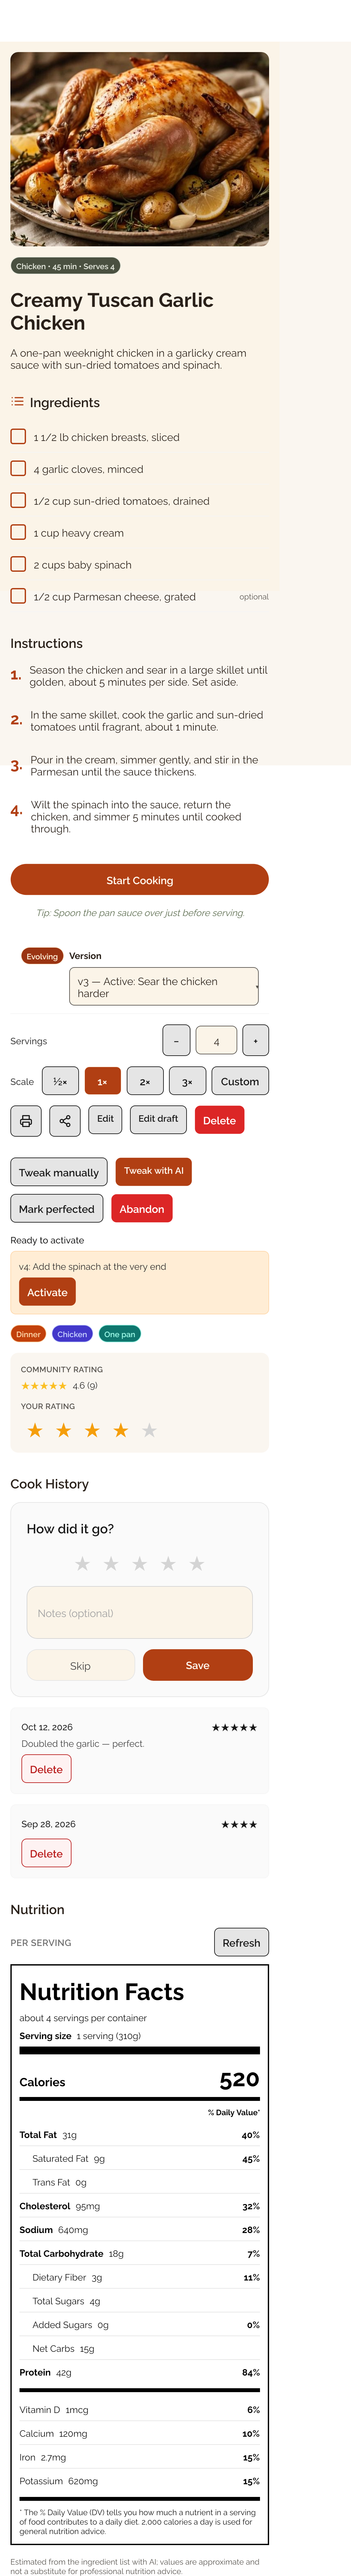 Chicken • 45 min • Serves 4
Creamy Tuscan Garlic
Chicken
A one-pan weeknight chicken in a garlicky cream
sauce with sun-dried tomatoes and spinach.
Ingredients
1 1/2 lb chicken breasts, sliced
4 garlic cloves, minced
1/2 cup sun-dried tomatoes, drained
1 cup heavy cream
2 cups baby spinach
1/2 cup Parmesan cheese, grated optional
Instructions
1. Season the chicken and sear in a large skillet until
golden, about 5 minutes per side. Set aside.
2. In the same skillet, cook the garlic and sun-dried
tomatoes until fragrant, about 1 minute.
3. Pour in the cream, simmer gently, and stir in the
Parmesan until the sauce thickens.
4. Wilt the spinach into the sauce, return the
chicken, and simmer 5 minutes until cooked
through.
Start Cooking
Tip: Spoon the pan sauce over just before serving.
Evolving Version
v3 — Active: Sear the chicken
harder
Servings − 4 +
Scale ½× 1× 2× 3× Custom
Edit Edit draft Delete
Tweak manually Tweak with AI
Mark perfected Abandon
Ready to activate
v4: Add the spinach at the very end
Activate
Dinner Chicken One pan
COMMUNITY RATING
★★★★★ 4.6 (9)
YOUR RATING
★ ★ ★ ★ ★
Cook History
How did it go?
★ ★ ★ ★ ★
Notes (optional)
Skip Save
Oct 12, 2026 ★★★★★
Doubled the garlic — perfect.
Delete
Sep 28, 2026 ★★★★
Delete
Nutrition
PER SERVING Refresh
Nutrition Facts
about 4 servings per container
Serving size 1 serving (310g)
Calories 520
% Daily Value*
Total Fat 31g 40%
Saturated Fat 9g 45%
Trans Fat 0g
Cholesterol 95mg 32%
Sodium 640mg 28%
Total Carbohydrate 18g 7%
Dietary Fiber 3g 11%
Total Sugars 4g
Added Sugars 0g 0%
Net Carbs 15g
Protein 42g 84%
Vitamin D 1mcg 6%
Calcium 120mg 10%
Iron 2.7mg 15%
Potassium 620mg 15%
* The % Daily Value (DV) tells you how much a nutrient in a serving
of food contributes to a daily diet. 2,000 calories a day is used for
general nutrition advice.
Estimated from the ingredient list with AI; values are approximate and
not a substitute for professional nutrition advice.